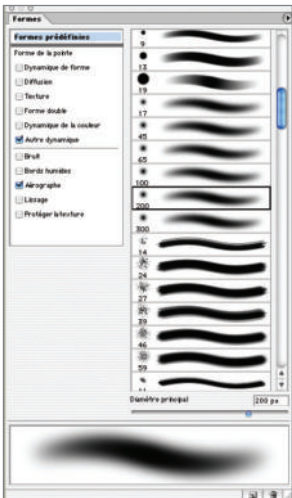 Formes
Formes prédéfinies
Forme de la pointe
Dynamique de forme
Diffusion
Texture
Forme double
Dynamique de la couleur
Autre dynamique
Bruit
Bords humides
Aérographe
Lissage
Protéger la texture
9
13
19
17
45
65
100
200
300
14
24
27
39
46
59
Diamètre principal
200 px